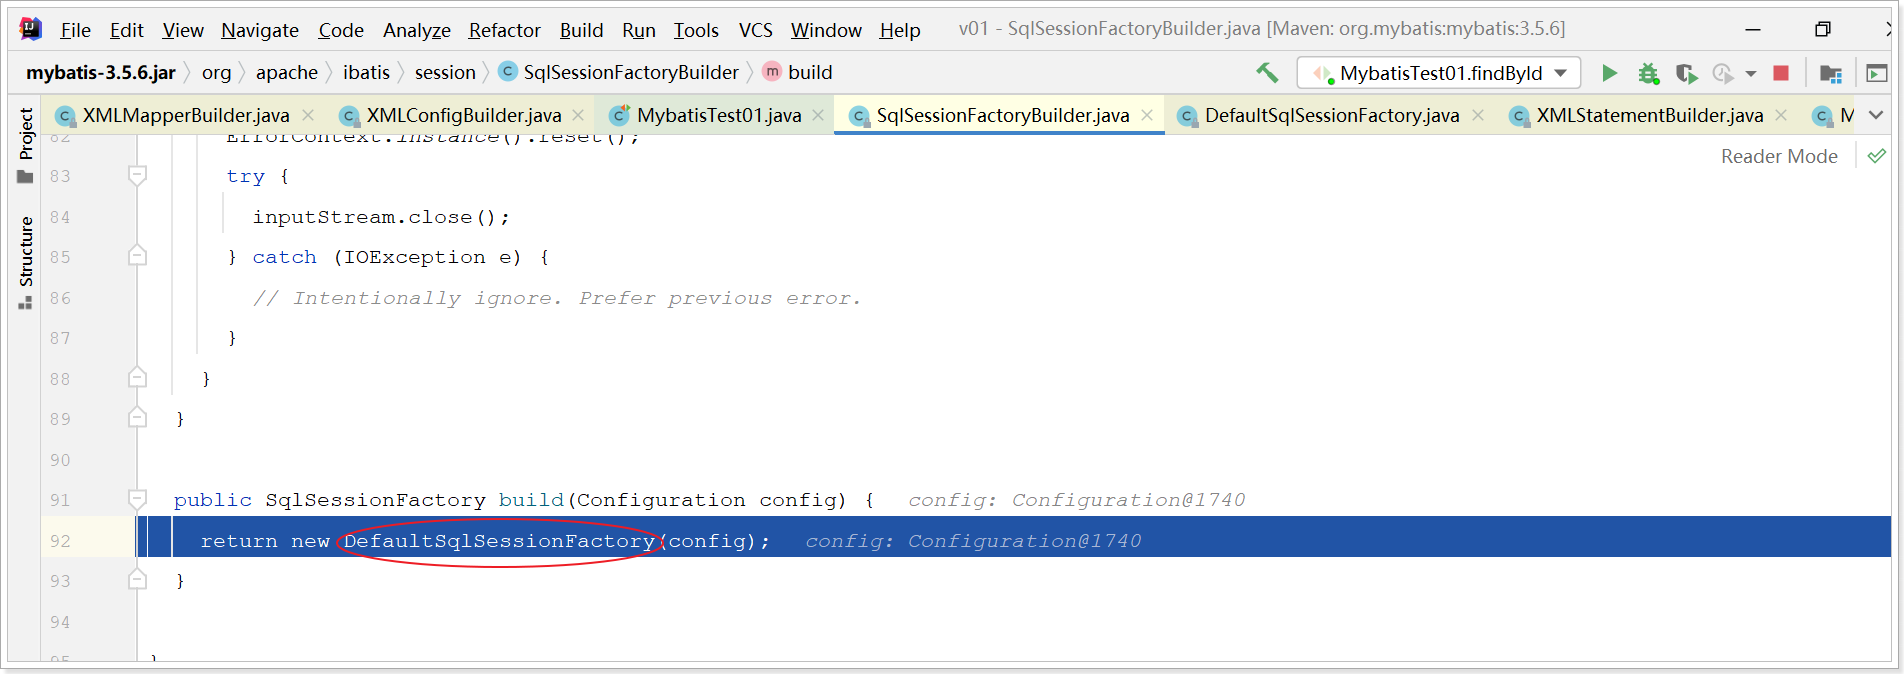 File Edit View Navigate Code Analyze Refactor Build Run Tools VCS Window Help v01 - SqlSessionFactoryBuilder.java [Maven: org.mybatis:mybatis:3.5.6]
mybatis-3.5.6.jar org apache ibatis session C SqlSessionFactoryBuilder m build MybatisTest01.findById
XMLMapperBuilder.java XMLConfigBuilder.java MybatisTest01.java SqlSessionFactoryBuilder.java DefaultSqlSessionFactory.java XMLStatementBuilder.java M
Project
Structure
Reader Mode
82 ErrorContext.instance().reset();
83 try {
84 inputStream.close();
85 } catch (IOException e) {
86 // Intentionally ignore. Prefer previous error.
87 }
88 }
89 }
90
91 public SqlSessionFactory build(Configuration config) { config: Configuration@1740
92 return new DefaultSqlSessionFactory(config); config: Configuration@1740
93 }
94
95 }